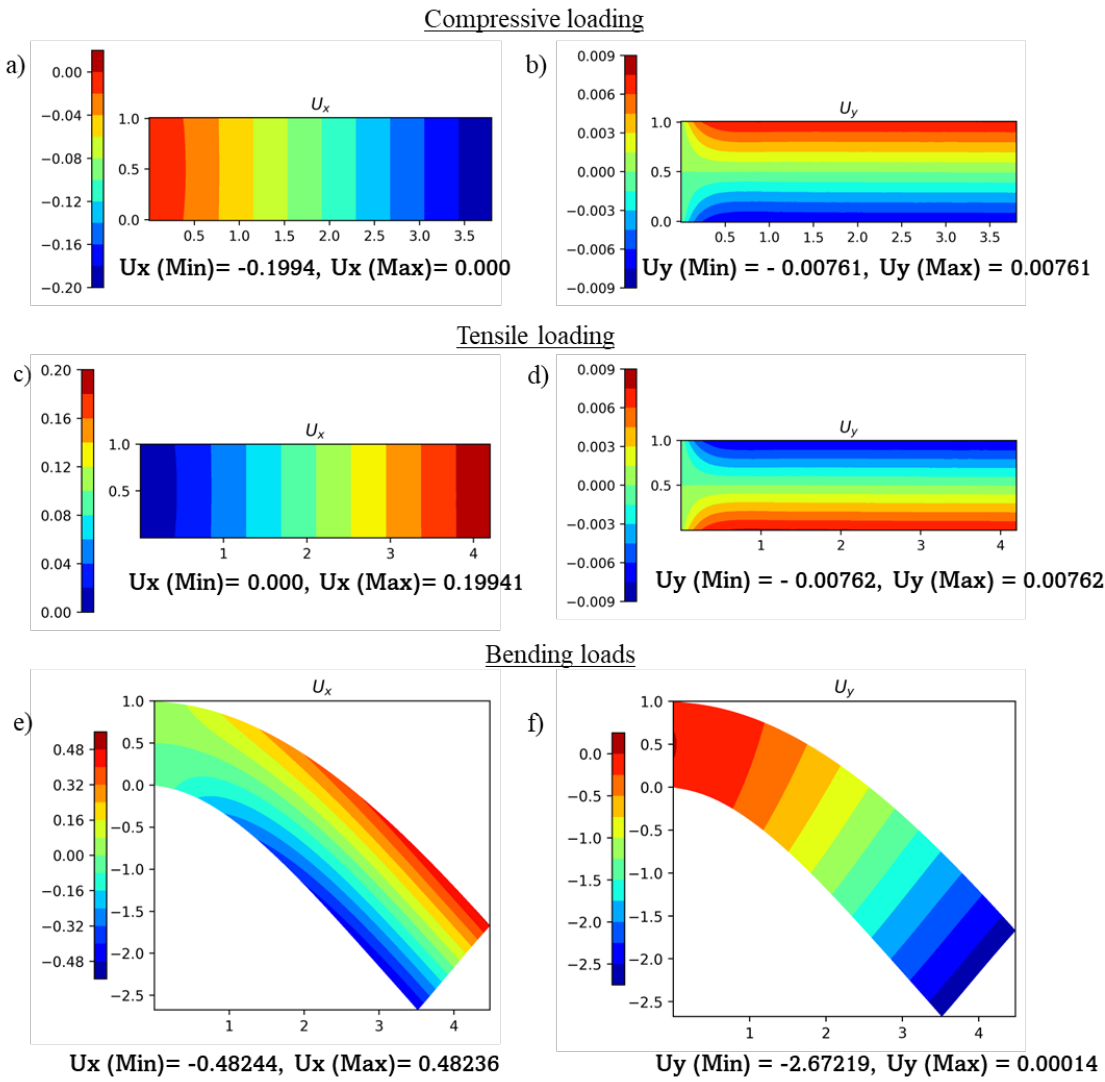 Compressive loading
a)
0.00
−0.04
−0.08
−0.12
−0.16
−0.20
Ux
1.0
0.5
0.0
0.5 1.0 1.5 2.0 2.5 3.0 3.5
Ux (Min)= -0.1994, Ux (Max)= 0.000
b)
0.009
0.006
0.003
0.000
−0.003
−0.006
−0.009
Uy
1.0
0.5
0.0
0.5 1.0 1.5 2.0 2.5 3.0 3.5
Uy (Min) = - 0.00761, Uy (Max) = 0.00761
Tensile loading
c)
0.20
0.16
0.12
0.08
0.04
0.00
Ux
1.0
0.5
1 2 3 4
Ux (Min)= 0.000, Ux (Max)= 0.19941
d)
0.009
0.006
0.003
0.000
−0.003
−0.006
−0.009
Uy
1.0
0.5
1 2 3 4
Uy (Min) = - 0.00762, Uy (Max) = 0.00762
Bending loads
e)
0.48
0.32
0.16
0.00
−0.16
−0.32
−0.48
Ux
1.0
0.5
0.0
−0.5
−1.0
−1.5
−2.0
−2.5
1 2 3 4
Ux (Min)= -0.48244, Ux (Max)= 0.48236
f)
0.0
−0.5
−1.0
−1.5
−2.0
−2.5
Uy
1.0
0.5
0.0
−0.5
−1.0
−1.5
−2.0
−2.5
1 2 3 4
Uy (Min) = -2.67219, Uy (Max)= 0.00014